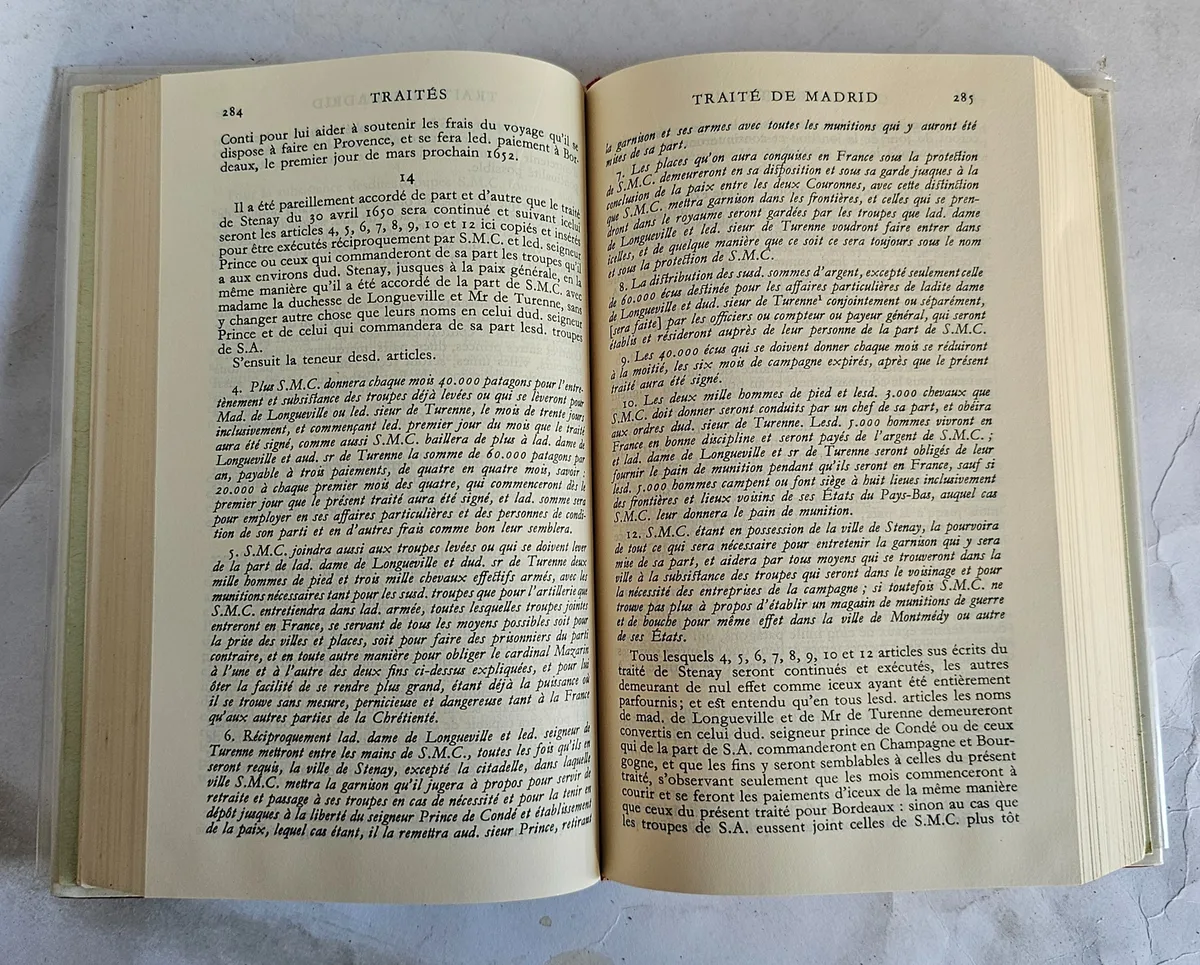 284
TRAITÉS
Conti pour lui aider à soutenir les frais du voyage qu'il se
dispose à faire en Provence, et se fera led. paiement à Bor-
deaux, le premier jour de mars prochain 1652.
14
Il a été pareillement accordé de part et d'autre que le traité
de Stenay du 30 avril 1650 sera continué et suivant icelui
seront les articles 4, 5, 6, 7, 8, 9, 10 et 12 ici copiés et insérés
pour être exécutés réciproquement par S.M.C. et led. seigneur
Prince ou ceux qui commanderont de sa part les troupes qu'il
a aux environs dud. Stenay, jusques à la paix générale, en la
même manière qu'il a été accordé de la part de S.M.C. avec
madame la duchesse de Longueville et Mr de Turenne, sans
y changer autre chose que leurs noms en celui dud. seigneur
Prince et de celui qui commandera de sa part lesd. troupes
de S.A.
S'ensuit la teneur desd. articles.
4. Plus S.M.C. donnera chaque mois 40.000 patagons pour l'entre-
tènement et subsistance des troupes déjà levées ou qui se lèveront pour
Mad. de Longueville ou led. sieur de Turenne, le mois de trente jours
inclusivement, et commençant led. premier jour du mois que le traité
aura été signé, comme aussi S.M.C. baillera de plus à lad. dame de
Longueville et aud. sr de Turenne la somme de 60.000 patagons par
an, payable à trois paiements, de quatre en quatre mois, savoir :
20.000 à chaque premier mois des quatre, qui commenceront dès le
premier jour que le présent traité aura été signé, et lad. somme sera
pour employer en ses affaires particulières et des personnes de condi-
tion de son parti et en d'autres frais comme bon leur semblera.
5. S.M.C. joindra aussi aux troupes levées ou qui se doivent lever
de la part de lad. dame de Longueville et dud. sr de Turenne deux
mille hommes de pied et trois mille chevaux effectifs armés, avec les
munitions nécessaires tant pour les susd. troupes que pour l'artillerie que
S.M.C. entretiendra dans lad. armée, toutes lesquelles troupes jointes
entreront en France, se servant de tous les moyens possibles soit pour
la prise des villes et places, soit pour faire des prisonniers du parti
contraire, et en toute autre manière pour obliger le cardinal Mazarin
à l'une et à l'autre des deux fins ci-dessus expliquées, et pour lui
ôter la facilité de se rendre plus grand, étant déjà la puissance où
il se trouve sans mesure, pernicieuse et dangereuse tant à la France
qu'aux autres parties de la Chrétienté.
6. Réciproquement lad. dame de Longueville et led. seigneur de
Turenne mettront entre les mains de S.M.C., toutes les fois qu'ils en
seront requis, la ville de Stenay, excepté la citadelle, dans laquelle
ville S.M.C. mettra la garnison qu'il jugera à propos pour servir de
retraite et passage à ses troupes en cas de nécessité et pour la tenir en
dépôt jusques à la liberté du seigneur Prince de Condé et établissement
de la paix, lequel cas étant, il la remettra aud. sieur Prince, retirant
TRAITÉ DE MADRID
285
la garnison et ses armes avec toutes les munitions qui y auront été
mises de sa part.
7. Les places qu'on aura conquises en France sous la protection
de S.M.C. demeureront en sa disposition et sous sa garde jusques à la
conclusion de la paix entre les deux Couronnes, avec cette distinction
que S.M.C. mettra garnison dans les frontières, et celles qui se pren-
dront dans le royaume seront gardées par les troupes que lad. dame
de Longueville et led. sieur de Turenne voudront faire entrer dans
icelles, et de quelque manière que ce soit ce sera toujours sous le nom
et sous la protection de S.M.C.
8. La distribution des susd. sommes d'argent, excepté seulement celle
de 60.000 écus destinée pour les affaires particulières de ladite dame
de Longueville et dud. sieur de Turenne¹ conjointement ou séparément,
[sera faite] par les officiers ou compteur ou payeur général, qui seront
établis et résideront auprès de leur personne de la part de S.M.C.
9. Les 40.000 écus qui se doivent donner chaque mois se réduiront
à la moitié, les six mois de campagne expirés, après que le présent
traité aura été signé.
10. Les deux mille hommes de pied et lesd. 3.000 chevaux que
S.M.C. doit donner seront conduits par un chef de sa part, et obéira
aux ordres dud. sieur de Turenne. Lesd. 5.000 hommes vivront en
France en bonne discipline et seront payés de l'argent de S.M.C. ;
et lad. dame de Longueville et sr de Turenne seront obligés de leur
fournir le pain de munition pendant qu'ils seront en France, sauf si
lesd. 5.000 hommes campent ou font siège à huit lieues inclusivement
des frontières et lieux voisins de ses États du Pays-Bas, auquel cas
S.M.C. leur donnera le pain de munition.
12. S.M.C. étant en possession de la ville de Stenay, la pourvoira
de tout ce qui sera nécessaire pour entretenir la garnison qui y sera
mise de sa part, et aidera par tous moyens qui se trouveront dans la
ville à la subsistance des troupes qui seront dans le voisinage et pour
la nécessité des entreprises de la campagne ; si toutefois S.M.C. ne
trouve pas plus à propos d'établir un magasin de munitions de guerre
et de bouche pour même effet dans la ville de Montmédy ou autre
de ses États.
Tous lesquels 4, 5, 6, 7, 8, 9, 10 et 12 articles sus écrits du
traité de Stenay seront continués et exécutés, les autres
demeurant de nul effet comme iceux ayant été entièrement
parfournis; et est entendu qu'en tous lesd. articles les noms
de mad. de Longueville et de Mr de Turenne demeureront
convertis en celui dud. seigneur prince de Condé ou de ceux
qui de la part de S.A. commanderont en Champagne et Bour-
gogne, et que les fins y seront semblables à celles du présent
traité, s'observant seulement que les mois commenceront à
courir et se feront les paiements d'iceux de la même manière
que ceux du présent traité pour Bordeaux : sinon au cas que
les troupes de S.A. eussent joint celles de S.M.C. plus tôt